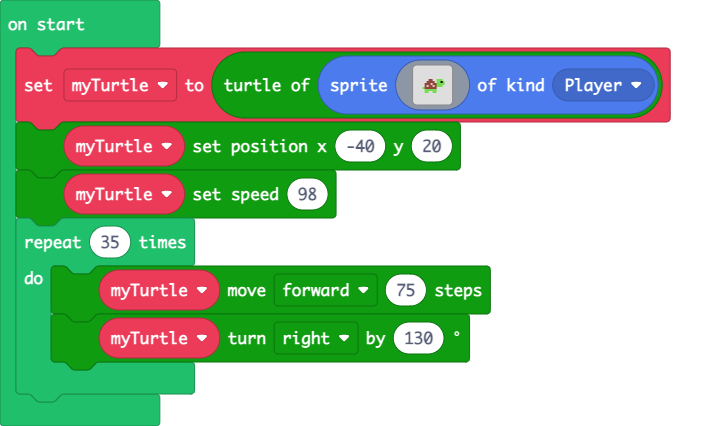 on start
set myTurtle to turtle of sprite of kind Player
myTurtle set position x -40 y 20
myTurtle set speed 98
repeat 35 times
do
myTurtle move forward 75 steps
myTurtle turn right by 130 °